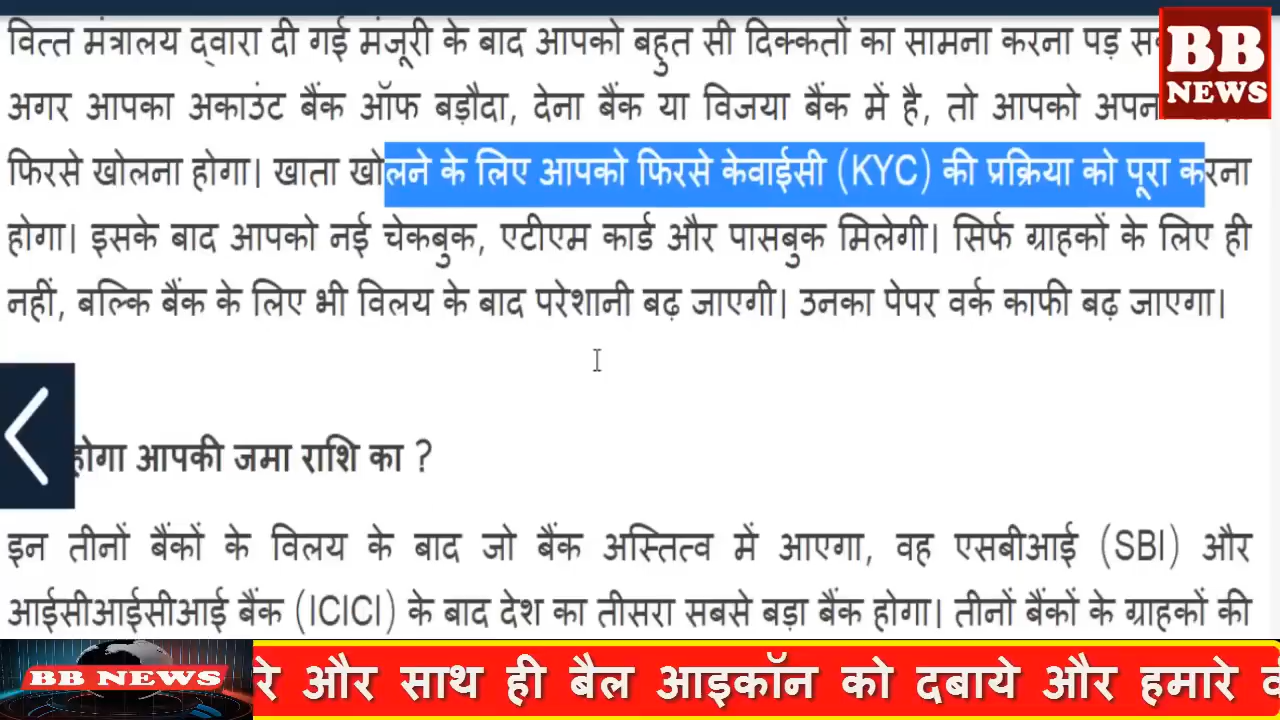 वित्त मंत्रालय द्वारा दी गई मंजूरी के बाद आपको बहुत सी दिक्कतों का सामना करना पड़
BB
NEWS
अगर आपका अकाउंट बैंक ऑफ बड़ौदा, देना बैंक या विजया बैंक में है, तो आपको
फिरसे खोलना होगा। खाता खोलने के लिए आपको फिरसे केवाईसी (KYC) की प्रक्रिया को पूरा करना
होगा। इसके बाद आपको नई चेकबुक, एटीएम कार्ड और पासबुक मिलेगी। सिर्फ ग्राहकों के लिए ही
नहीं, बल्कि बैंक के लिए भी विलय के बाद परेशानी बढ़ जाएगी। उनका पेपर वर्क काफी बढ़ जाएगा।
होगा आपकी जमा राशि का ?
इन तीनों बैंकों के विलय के बाद जो बैंक अस्तित्व में आएगा, वह एसबीआई (SBI) और
आईसीआईसीआई बैंक (ICICI) के बाद देश का तीसरा सबसे बड़ा बैंक होगा। तीनों बैंकों के ग्राहकों की
BB NEWS
रे और साथ ही बैल आइकॉन को दबाये और हमारे